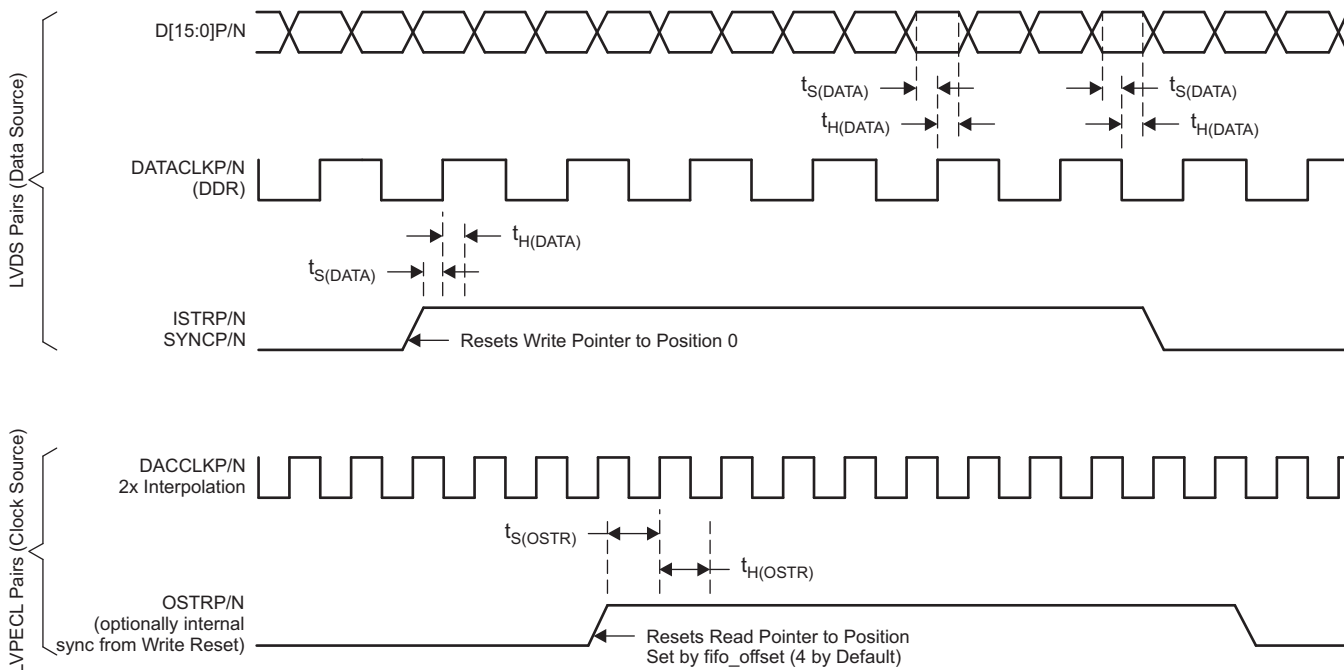 LVDS Pairs (Data Source)
D[15:0]P/N
tS(DATA)
tS(DATA)
tH(DATA)
tH(DATA)
DATACLKP/N
(DDR)
tH(DATA)
tS(DATA)
ISTRP/N
SYNCP/N
Resets Write Pointer to Position 0
LVPECL Pairs (Clock Source)
DACCLKP/N
2x Interpolation
tS(OSTR)
tH(OSTR)
OSTRP/N
(optionally internal
sync from Write Reset)
Resets Read Pointer to Position
Set by fifo_offset (4 by Default)